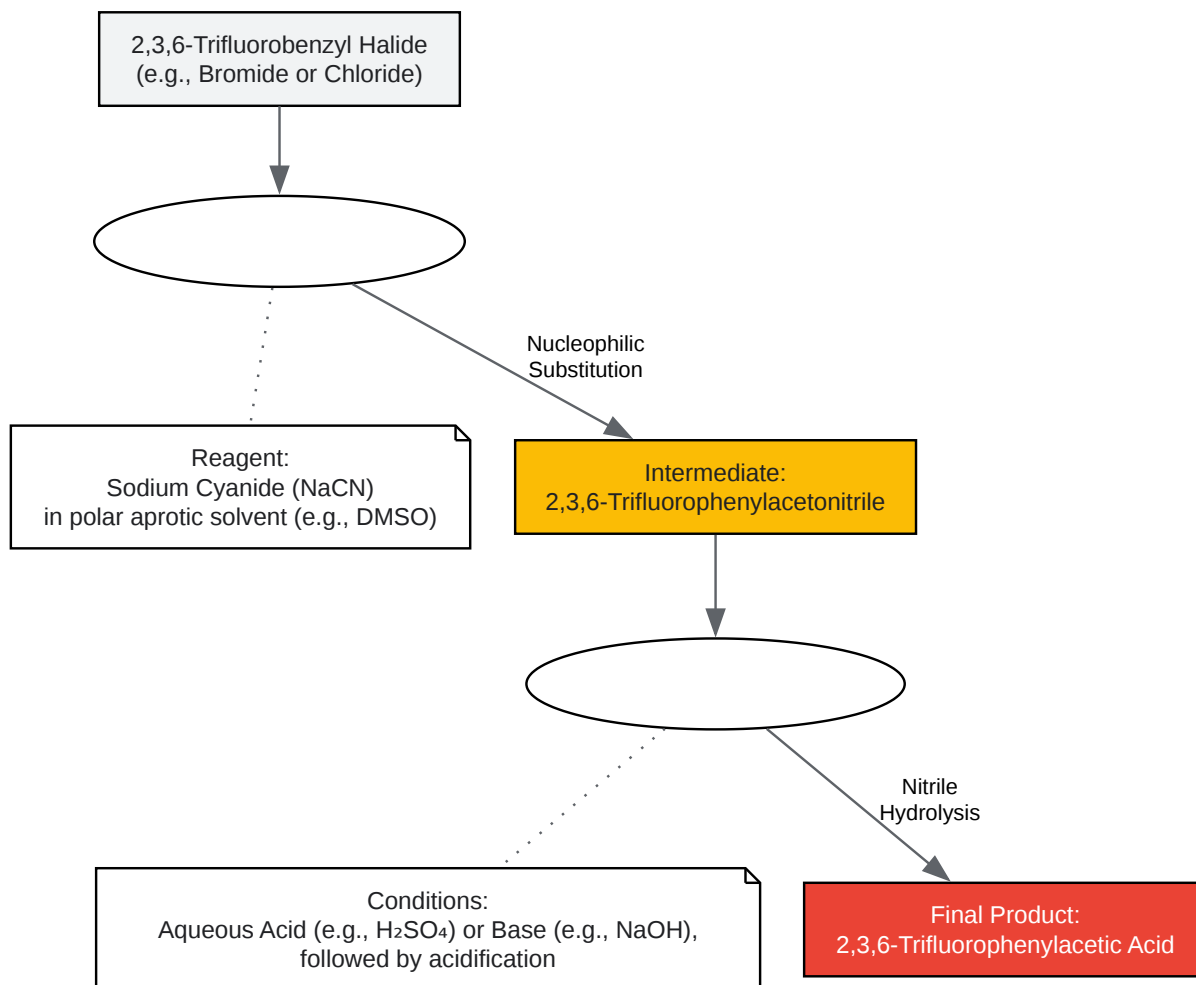 2,3,6-Trifluorobenzyl Halide
(e.g., Bromide or Chloride)
Nucleophilic
Substitution
Reagent:
Sodium Cyanide (NaCN)
in polar aprotic solvent (e.g., DMSO)
Intermediate:
2,3,6-Trifluorophenylacetonitrile
Nitrile
Hydrolysis
Conditions:
Aqueous Acid (e.g., H₂SO₄) or Base (e.g., NaOH),
followed by acidification
Final Product:
2,3,6-Trifluorophenylacetic Acid